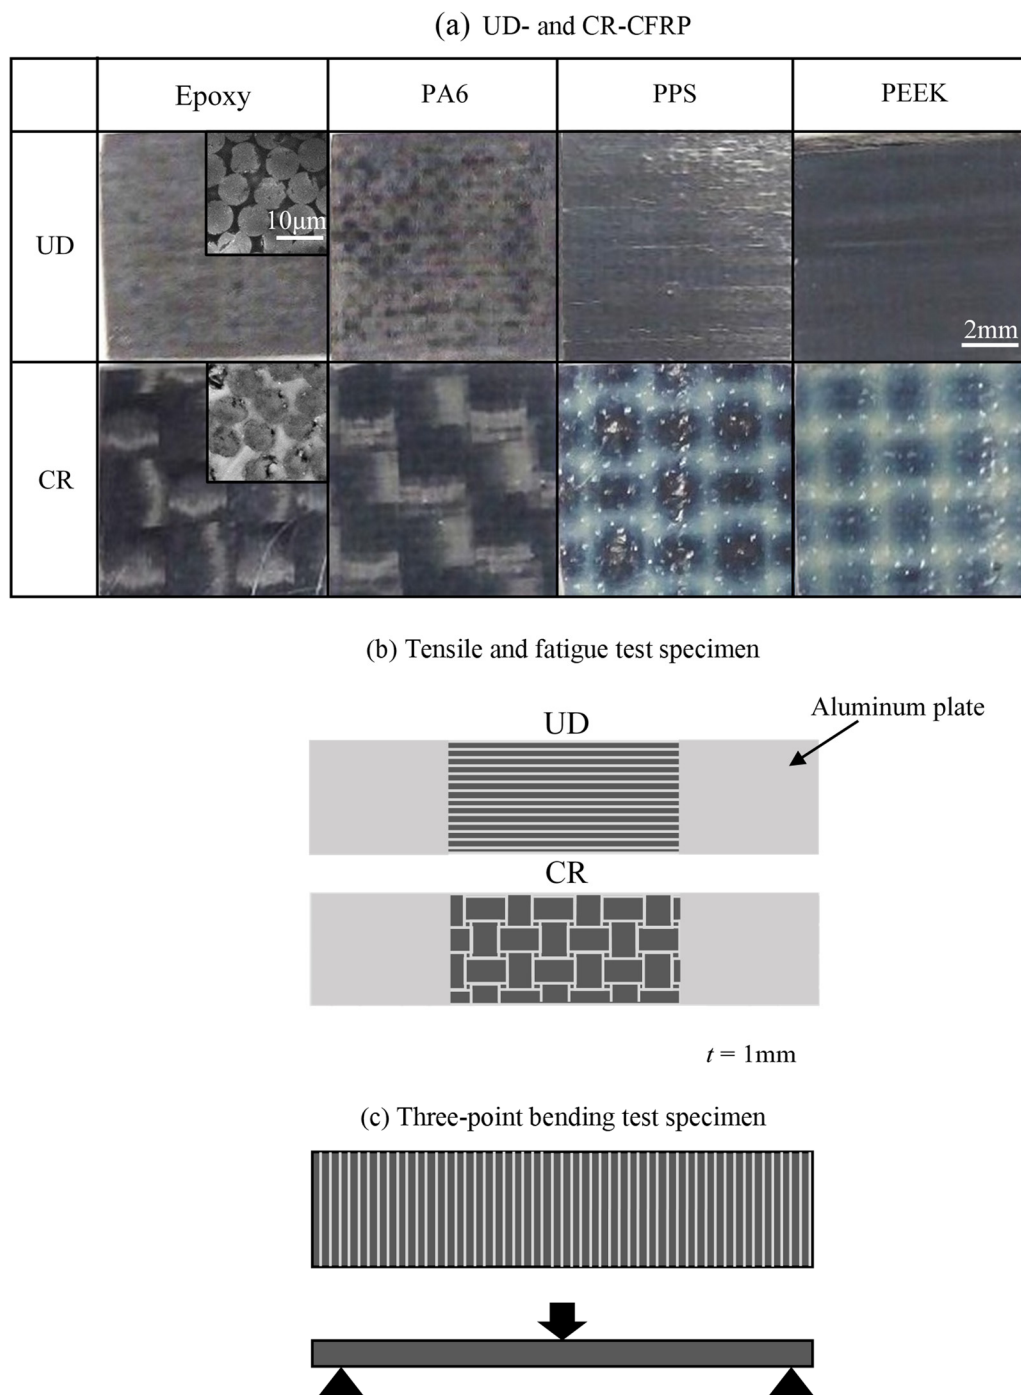 (a) UD- and CR-CFRP
Epoxy PA6 PPS PEEK
UD
10μm
2mm
CR
(b) Tensile and fatigue test specimen
Aluminum plate
UD
CR
t = 1mm
(c) Three-point bending test specimen